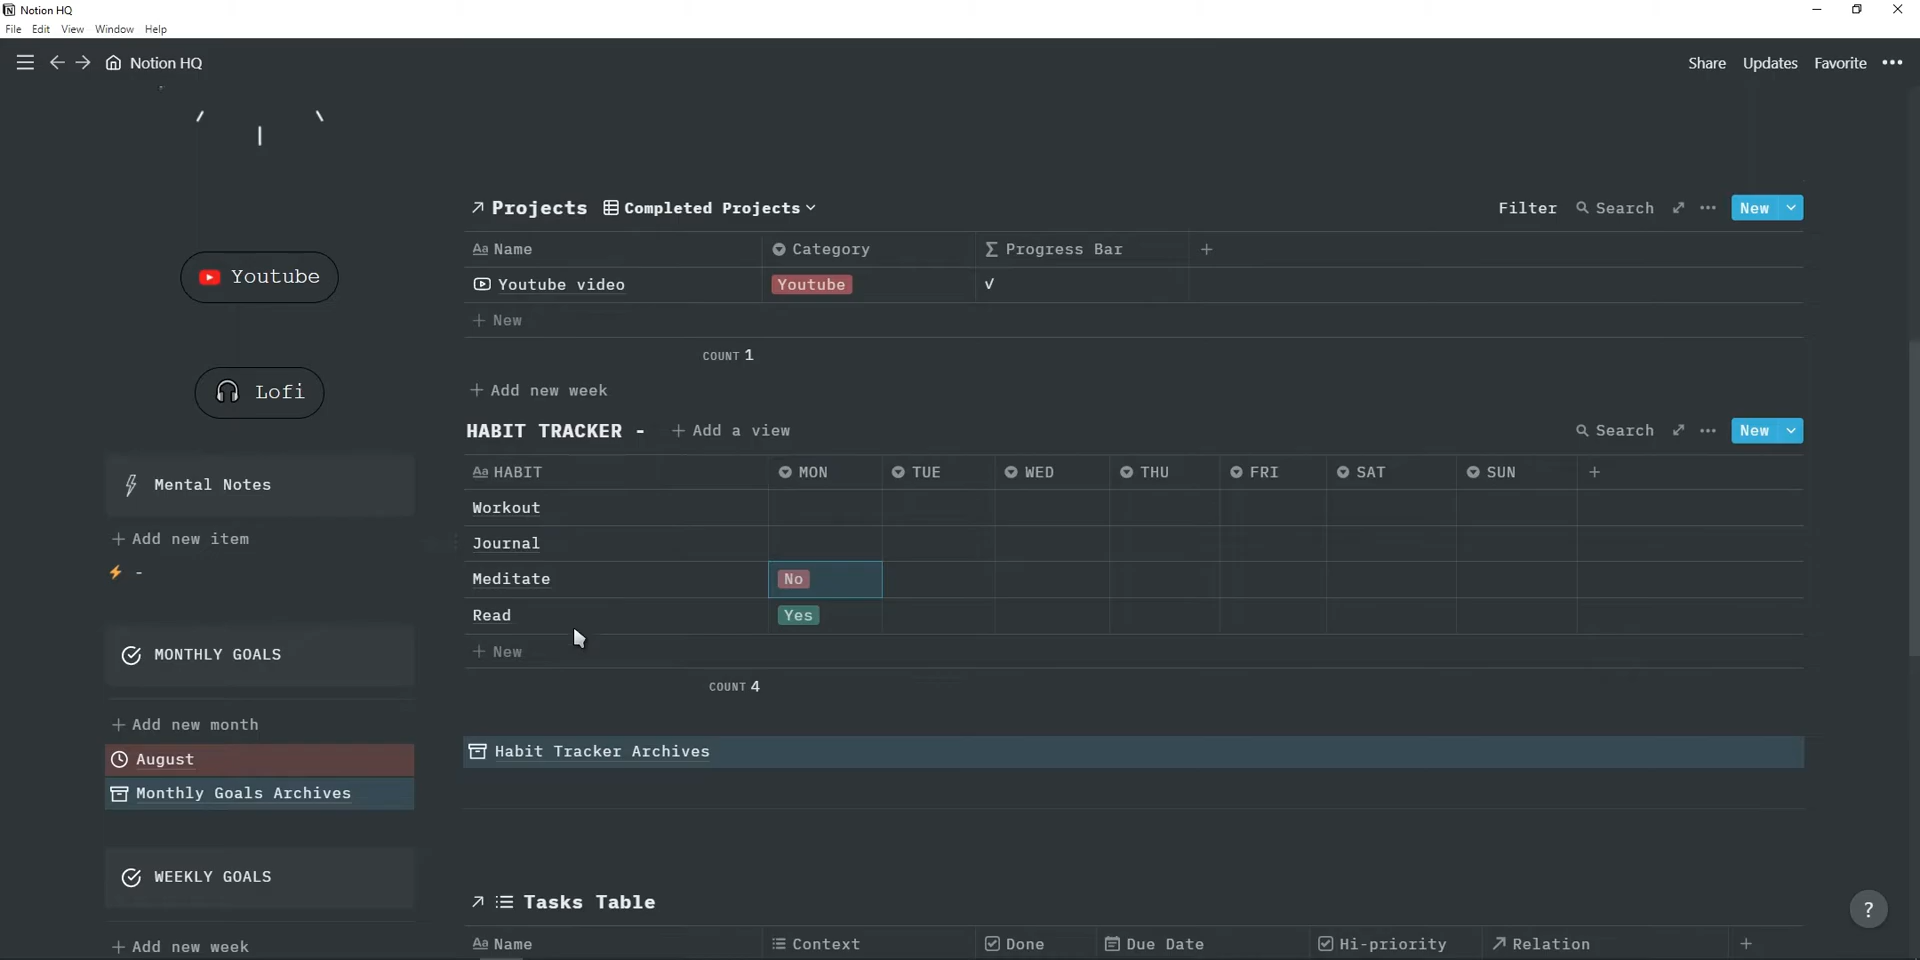 Notion HQ
File Edit View Window Help
Notion HQ
Share Updates Favorite
Youtube
Lofi
Mental Notes
+ Add new item
-
MONTHLY GOALS
+ Add new month
August
Monthly Goals Archives
WEEKLY GOALS
+ Add new week
Projects Completed Projects
Filter Search New
Aa Name Category Σ Progress Bar +
Youtube video Youtube √
+ New
COUNT 1
+ Add new week
HABIT TRACKER - + Add a view
Search New
Aa HABIT MON TUE WED THU FRI SAT SUN +
Workout
Journal
Meditate No
Read Yes
+ New
COUNT 4
Habit Tracker Archives
Tasks Table
Aa Name Context Done Due Date Hi-priority Relation +
?